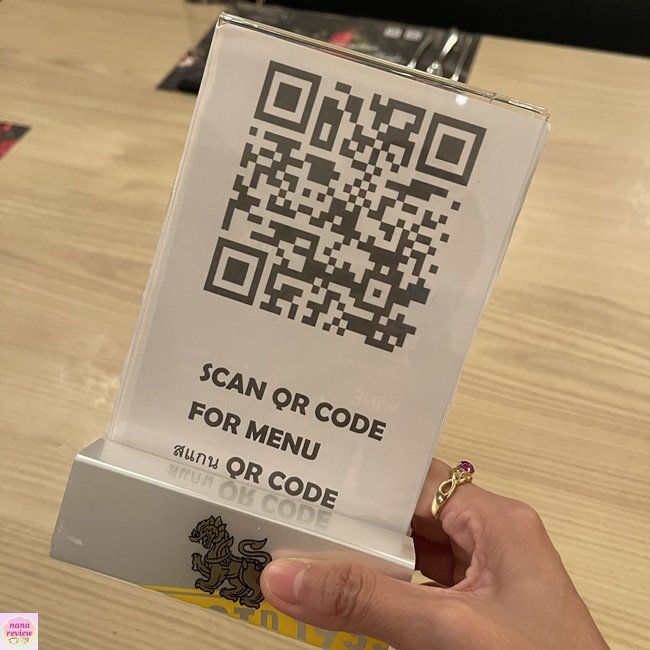 SCAN QR CODE
FOR MENU
สแกน QR CODE
nana
review